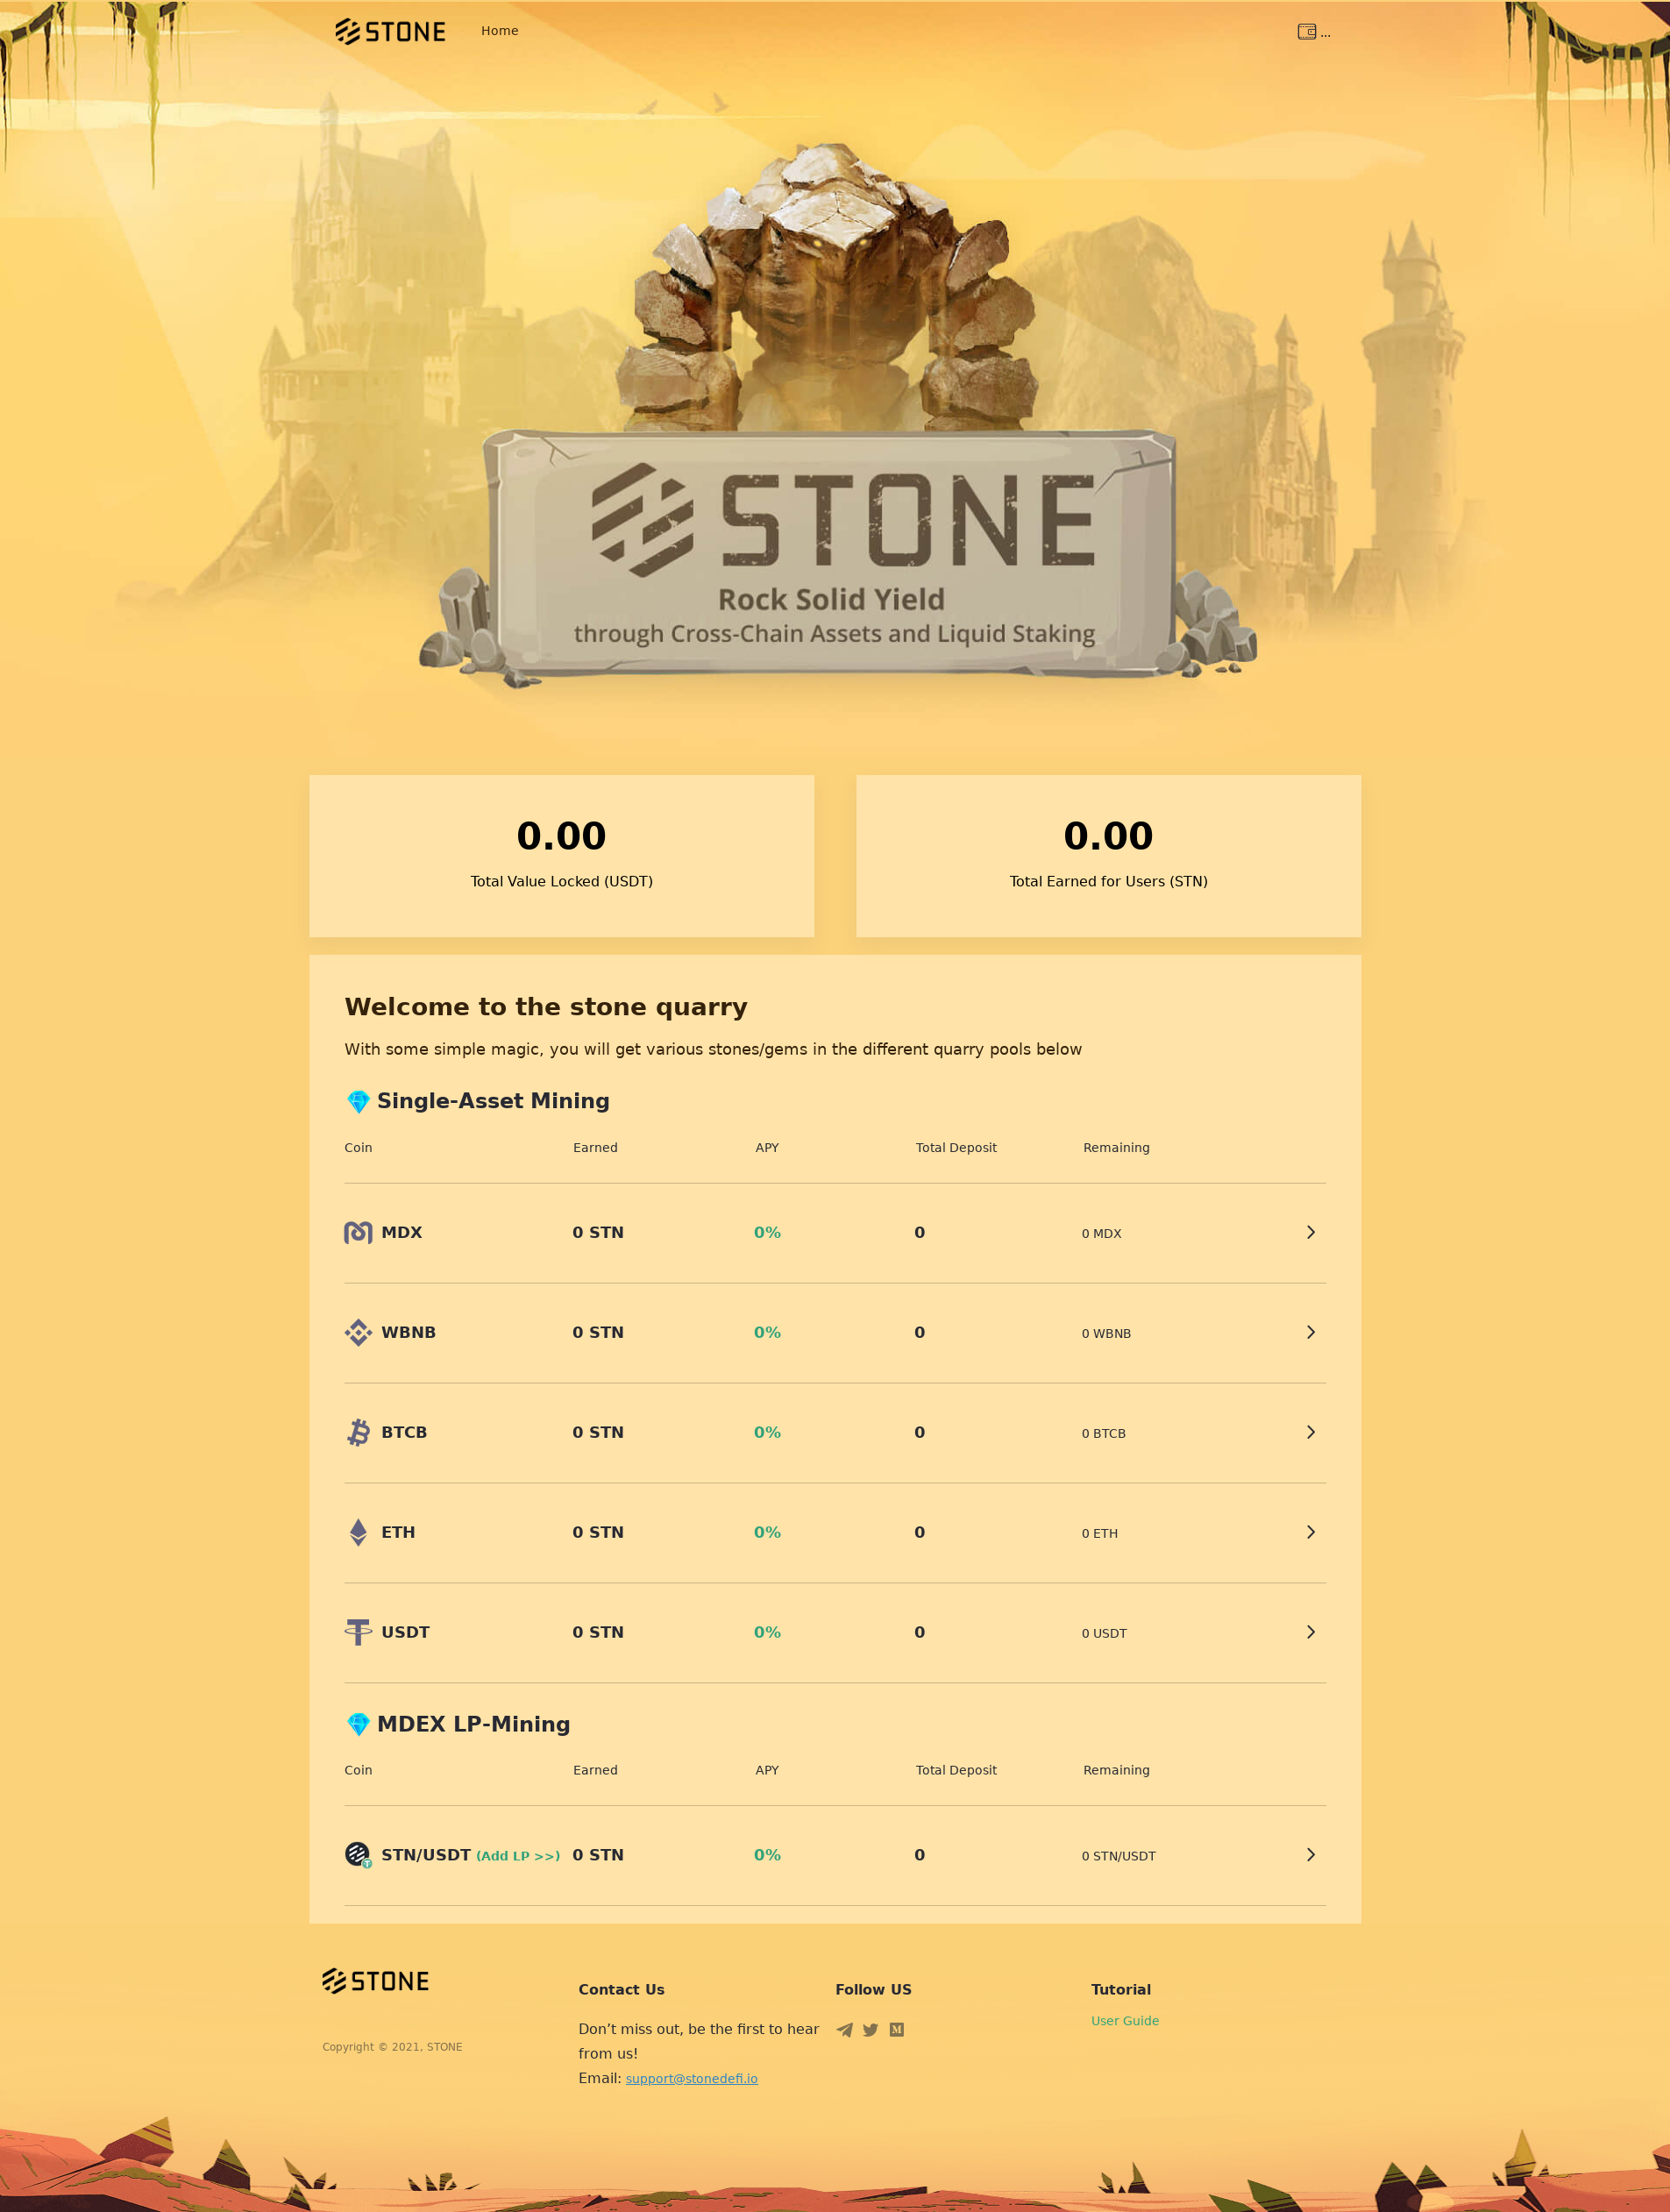 STONE
Home
...
STONE
Rock Solid Yield
through Cross-Chain Assets and Liquid Staking
0.00
Total Value Locked (USDT)
0.00
Total Earned for Users (STN)
Welcome to the stone quarry
With some simple magic, you will get various stones/gems in the different quarry pools below
Single-Asset Mining
Coin Earned APY Total Deposit Remaining
MDX 0 STN 0% 0 0 MDX
WBNB 0 STN 0% 0 0 WBNB
BTCB 0 STN 0% 0 0 BTCB
ETH 0 STN 0% 0 0 ETH
USDT 0 STN 0% 0 0 USDT
MDEX LP-Mining
Coin Earned APY Total Deposit Remaining
STN/USDT (Add LP >>) 0 STN 0% 0 0 STN/USDT
STONE
Copyright © 2021, STONE
Contact Us
Don’t miss out, be the first to hear
from us!
Email: support@stonedefi.io
Follow US
Tutorial
User Guide